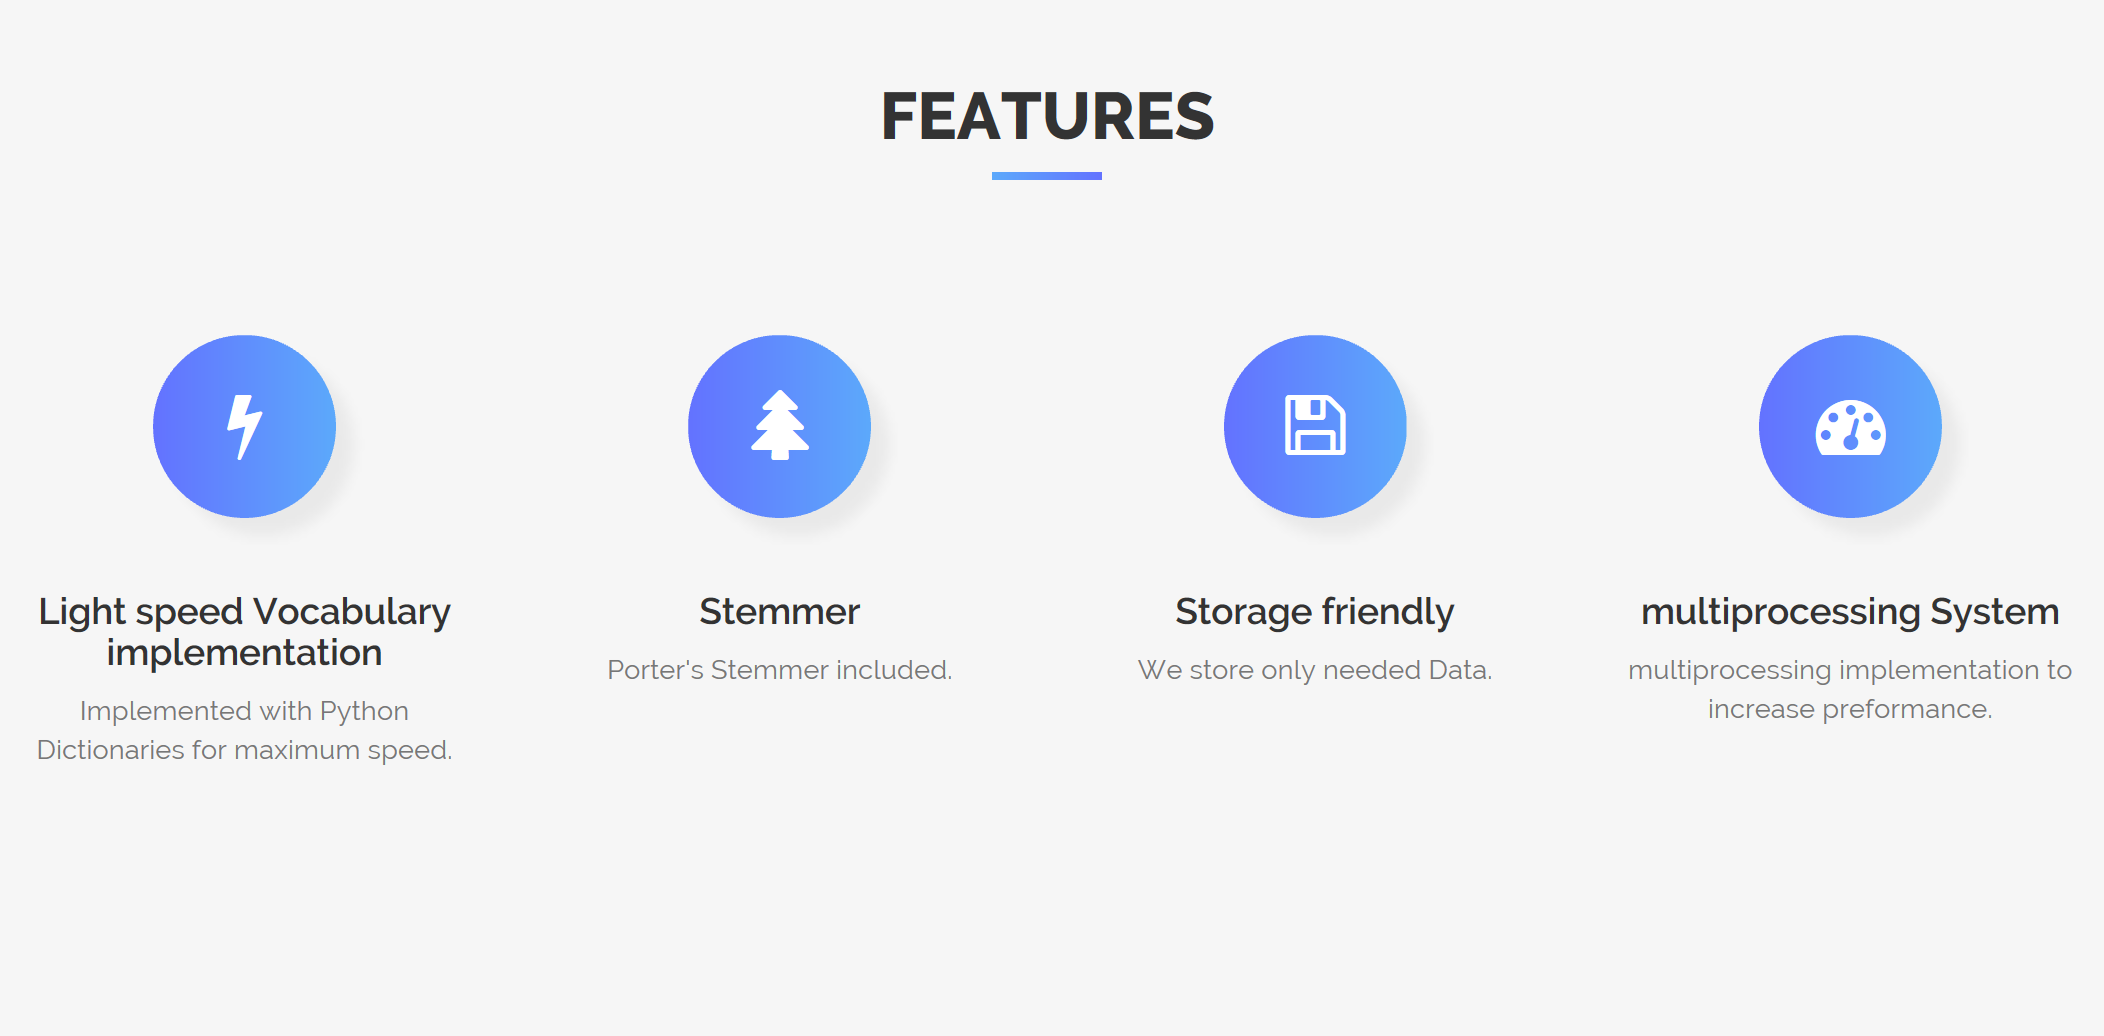 FEATURES
Light speed Vocabulary
implementation
Implemented with Python
Dictionaries for maximum speed.
Stemmer
Porter's Stemmer included.
Storage friendly
We store only needed Data.
multiprocessing System
multiprocessing implementation to
increase preformance.